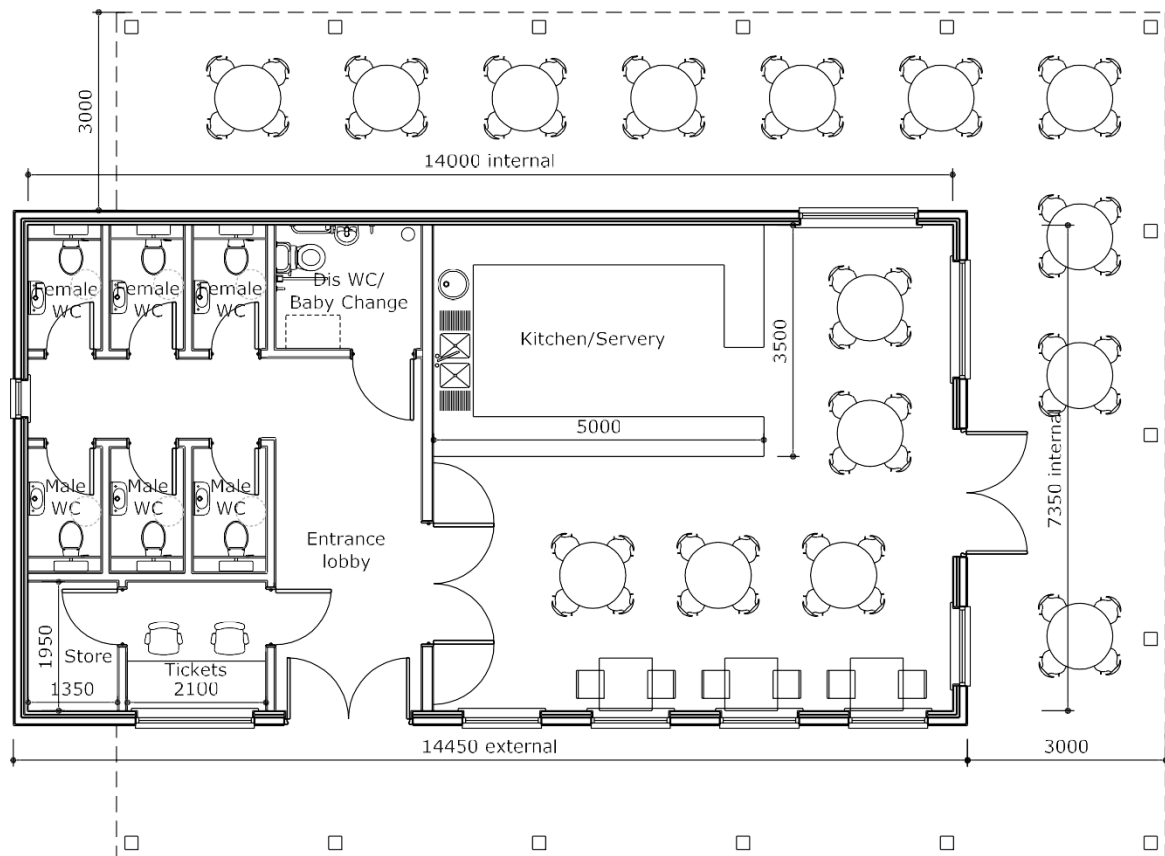 3000
14000 internal
Female
WC
Female
WC
Female
WC
Dis WC/
Baby Change
Kitchen/Servery
3500
5000
7350 internal
Male
WC
Male
WC
Male
WC
Entrance
lobby
1950
Store
1350
Tickets
2100
14450 external
3000